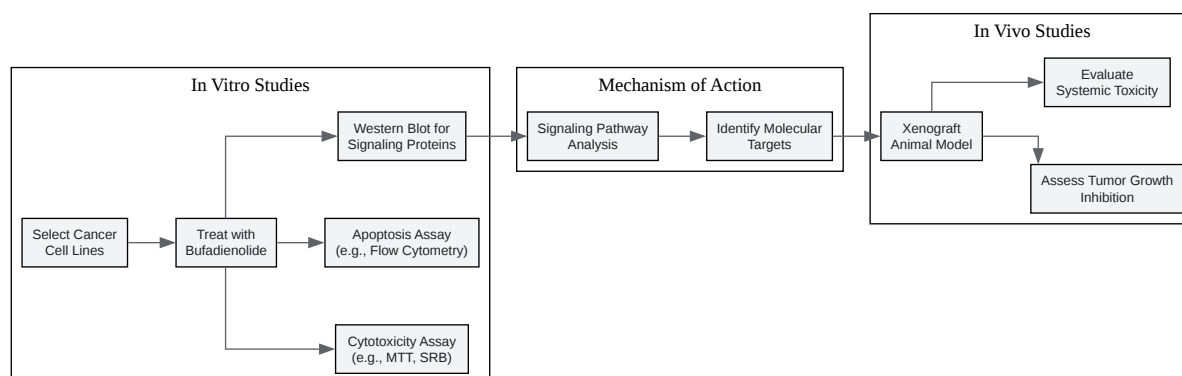 In Vitro Studies
Select Cancer
Cell Lines
Treat with
Bufadienolide
Western Blot for
Signaling Proteins
Apoptosis Assay
(e.g., Flow Cytometry)
Cytotoxicity Assay
(e.g., MTT, SRB)
Mechanism of Action
Signaling Pathway
Analysis
Identify Molecular
Targets
In Vivo Studies
Xenograft
Animal Model
Evaluate
Systemic Toxicity
Assess Tumor Growth
Inhibition